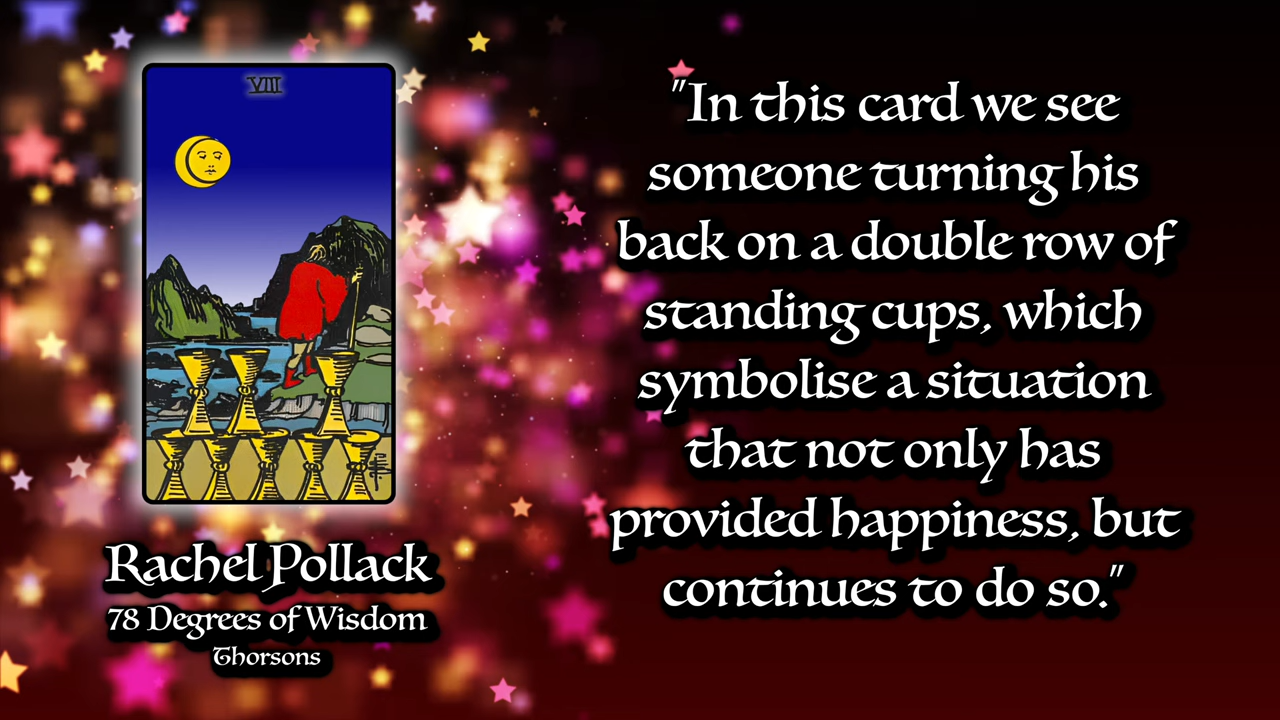 VIII
Rachel Pollack
78 Degrees of Wisdom
Thorsons
"In this card we see
someone turning his
back on a double row of
standing cups, which
symbolise a situation
that not only has
provided happiness, but
continues to do so."